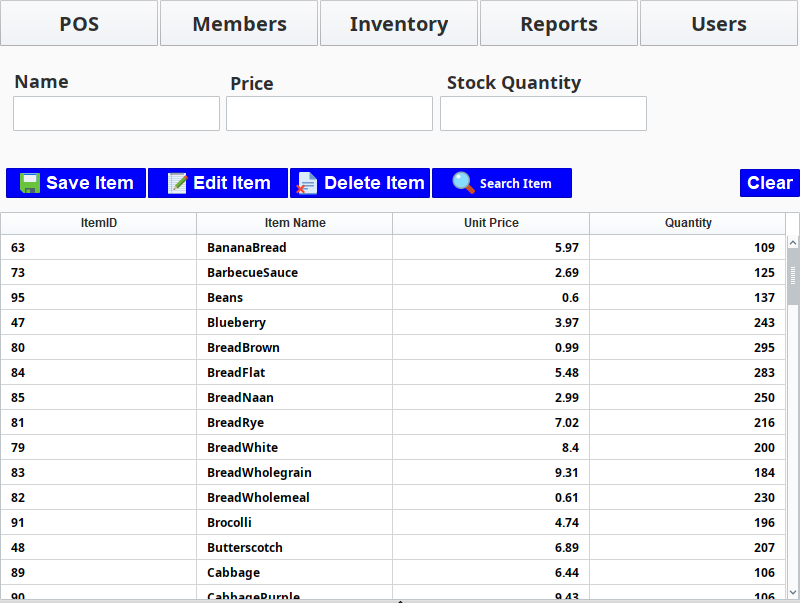 POS Members Inventory Reports Users
Name Price Stock Quantity
Save Item Edit Item Delete Item Search Item Clear
ItemID Item Name Unit Price Quantity
63 BananaBread 5.97 109
73 BarbecueSauce 2.69 125
95 Beans 0.6 137
47 Blueberry 3.97 243
80 BreadBrown 0.99 295
84 BreadFlat 5.48 283
85 BreadNaan 2.99 250
81 BreadRye 7.02 216
79 BreadWhite 8.4 200
83 BreadWholegrain 9.31 184
82 BreadWholemeal 0.61 230
91 Brocolli 4.74 196
48 Butterscotch 6.89 207
89 Cabbage 6.44 106
90 CabbagePurple 9.43 106